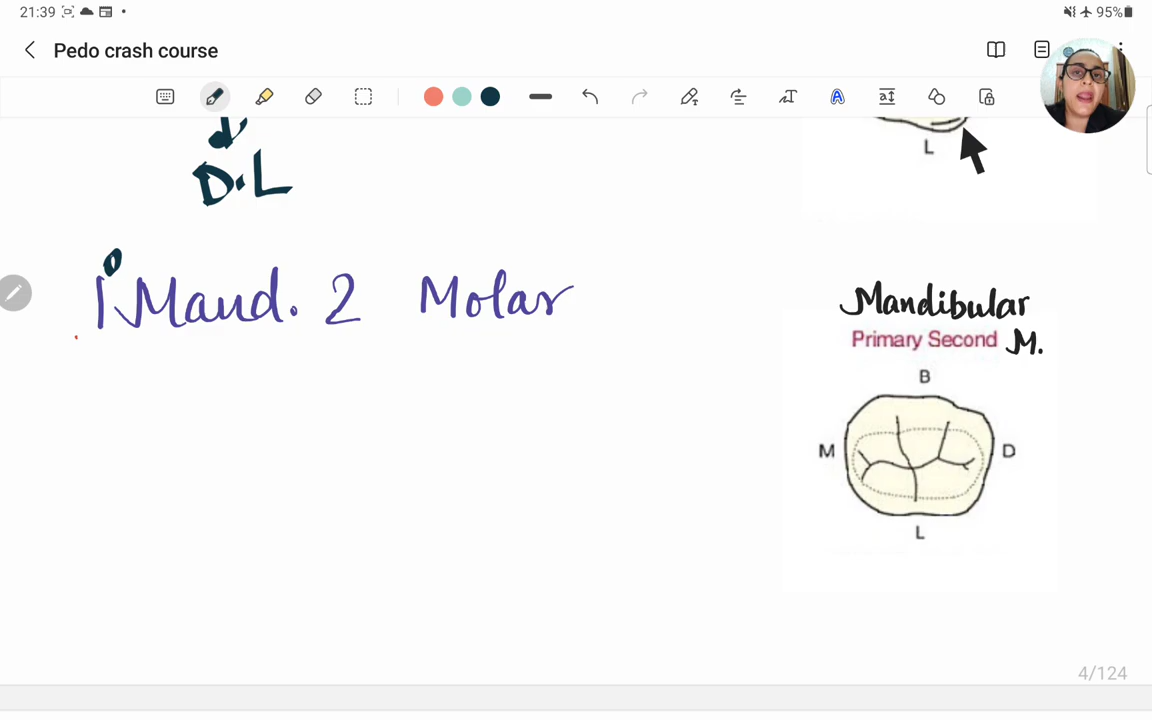 21:39
95%
Pedo crash course
L
D.L
1° Mand. 2 Molar
Mandibular
Primary Second M.
B
M
D
L
4/124